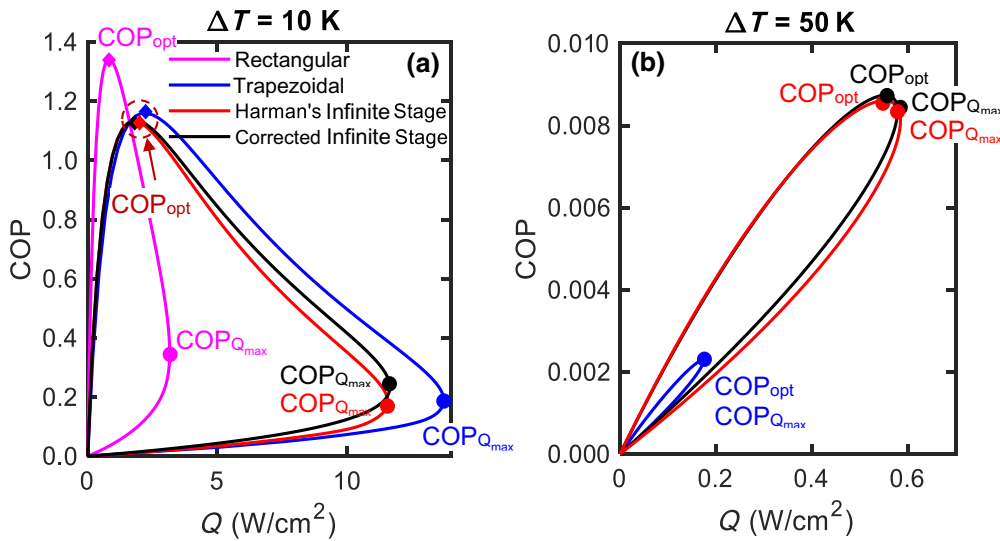 ΔT = 10 K
COP
1.4
1.2
1.0
0.8
0.6
0.4
0.2
0.0
(a)
COPopt
Rectangular
Trapezoidal
Harman's Infinite Stage
Corrected Infinite Stage
COPopt
COPQmax
COPQmax
COPQmax
COPQmax
0 5 10
Q (W/cm²)
ΔT = 50 K
COP
0.010
0.008
0.006
0.004
0.002
0.000
(b)
COPopt
COPopt
COPQmax
COPQmax
COPopt
COPQmax
0 0.2 0.4 0.6
Q (W/cm²)